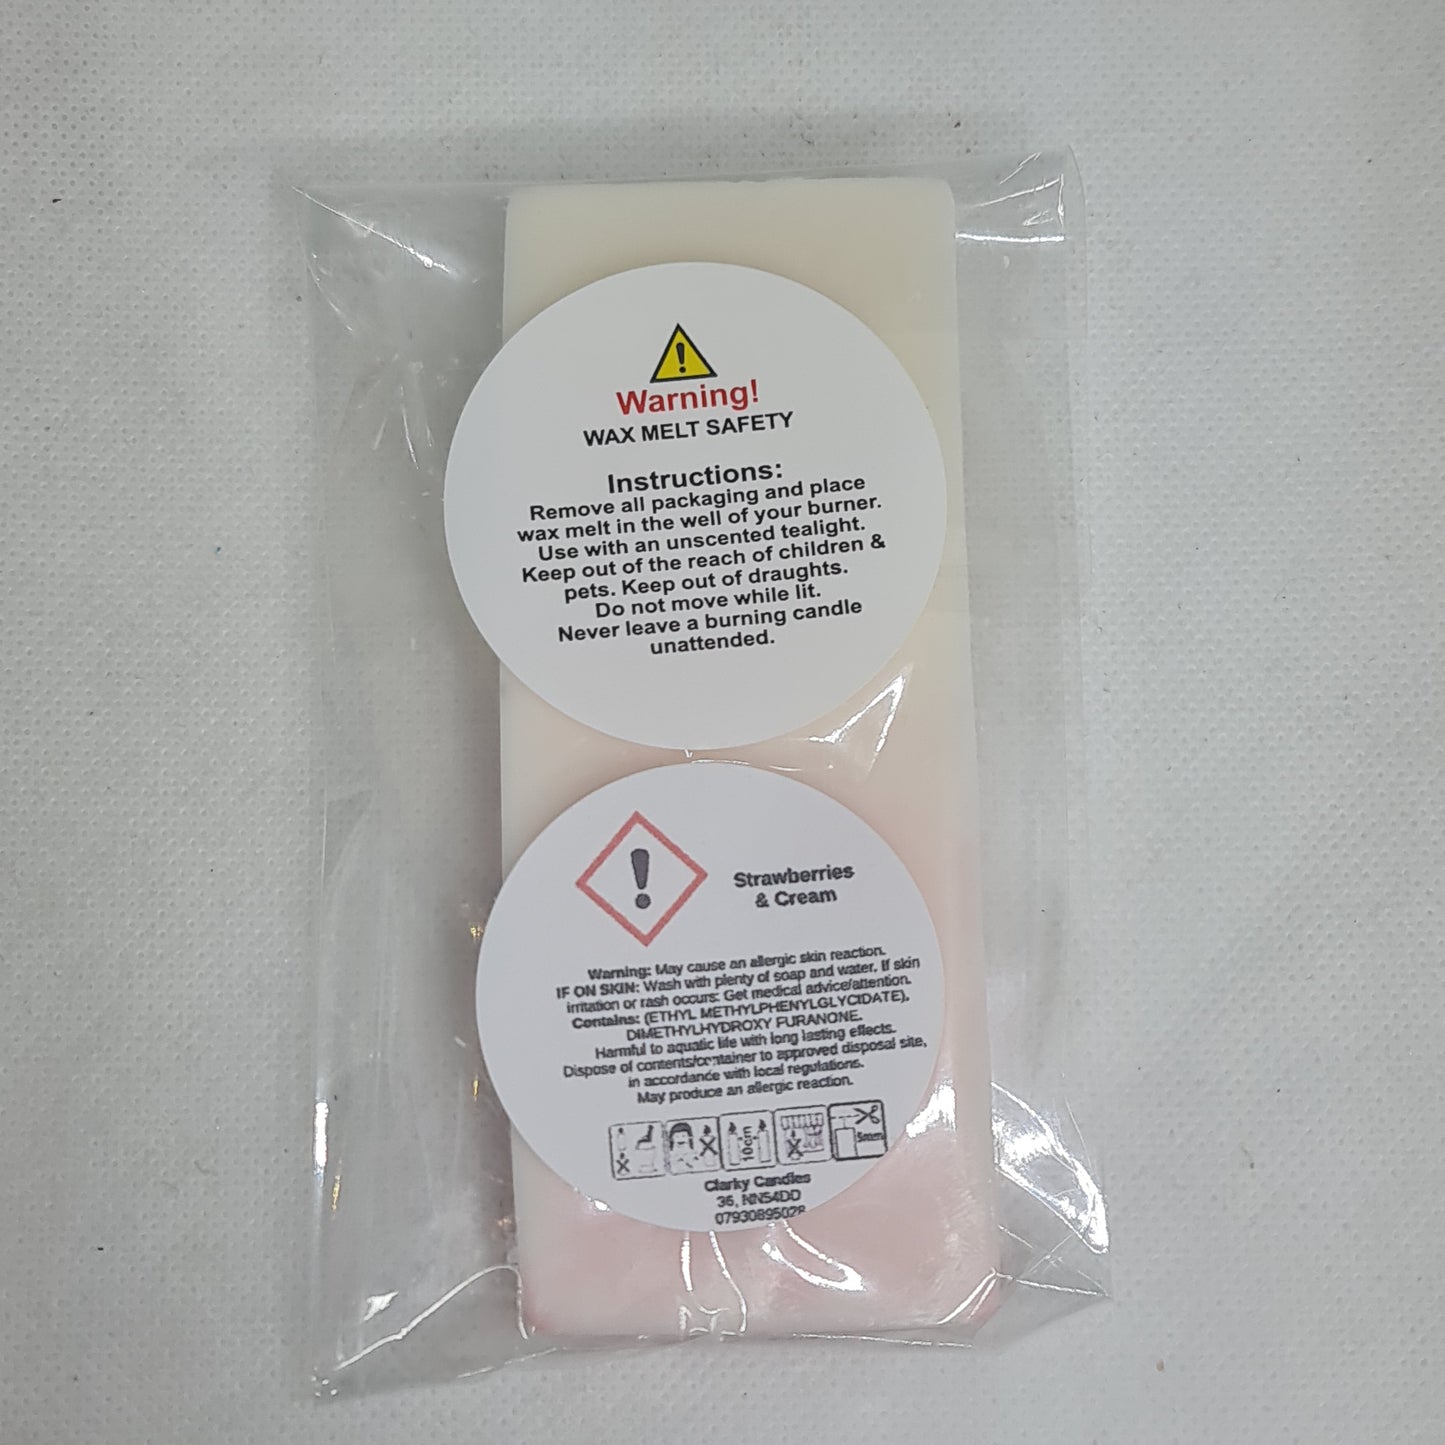 Warning!
WAX MELT SAFETY
Instructions:
Remove all packaging and place
wax melt in the well of your burner.
Use with an unscented tealight.
Keep out of the reach of children &
pets. Keep out of draughts.
Do not move while lit.
Never leave a burning candle
unattended.
Strawberries
& Cream
Warning: May cause an allergic skin reaction.
IF ON SKIN: Wash with plenty of soap and water. If skin
irritation or rash occurs: Get medical advice/attention.
Contains: (ETHYL METHYLPHENYLGLYCIDATE),
DIMETHYLHYDROXY FURANONE.
Harmful to aquatic life with long lasting effects.
Dispose of contents/container to approved disposal site,
in accordance with local regulations.
May produce an allergic reaction.
10cm
5mm
Clarky Candles
36, NN54DD
07930895028